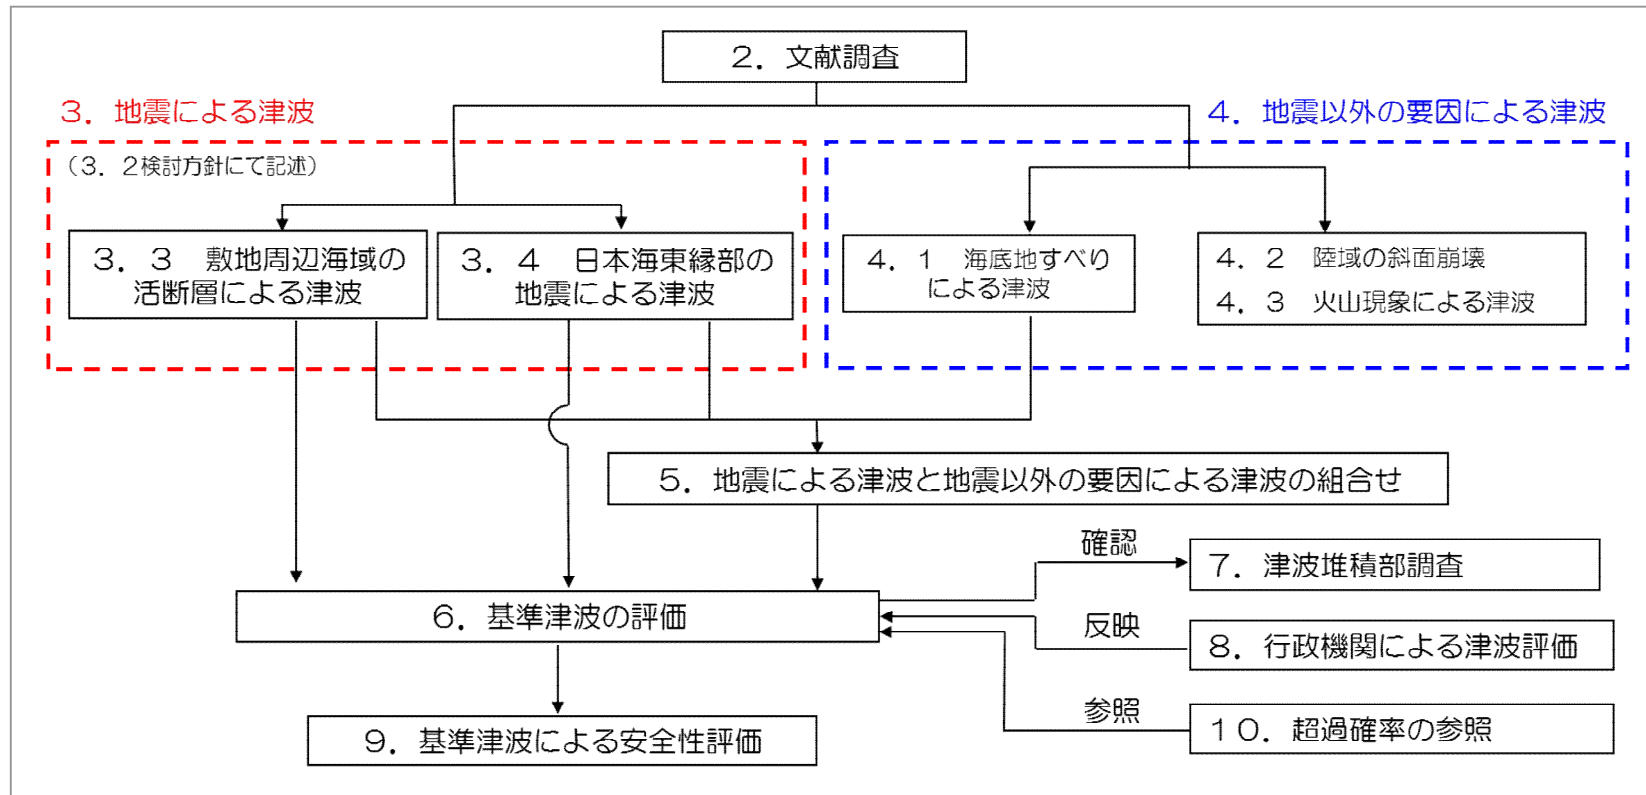 ２．文献調査
３．地震による津波
４．地震以外の要因による津波
（３．２検討方針にて記述）
３．３　敷地周辺海域の
活断層による津波
３．４　日本海東縁部の
地震による津波
４．１　海底地すべり
による津波
４．２　陸域の斜面崩壊
４．３　火山現象による津波
５．地震による津波と地震以外の要因による津波の組合せ
確認
７．津波堆積部調査
６．基準津波の評価
反映
８．行政機関による津波評価
参照
１０．超過確率の参照
９．基準津波による安全性評価